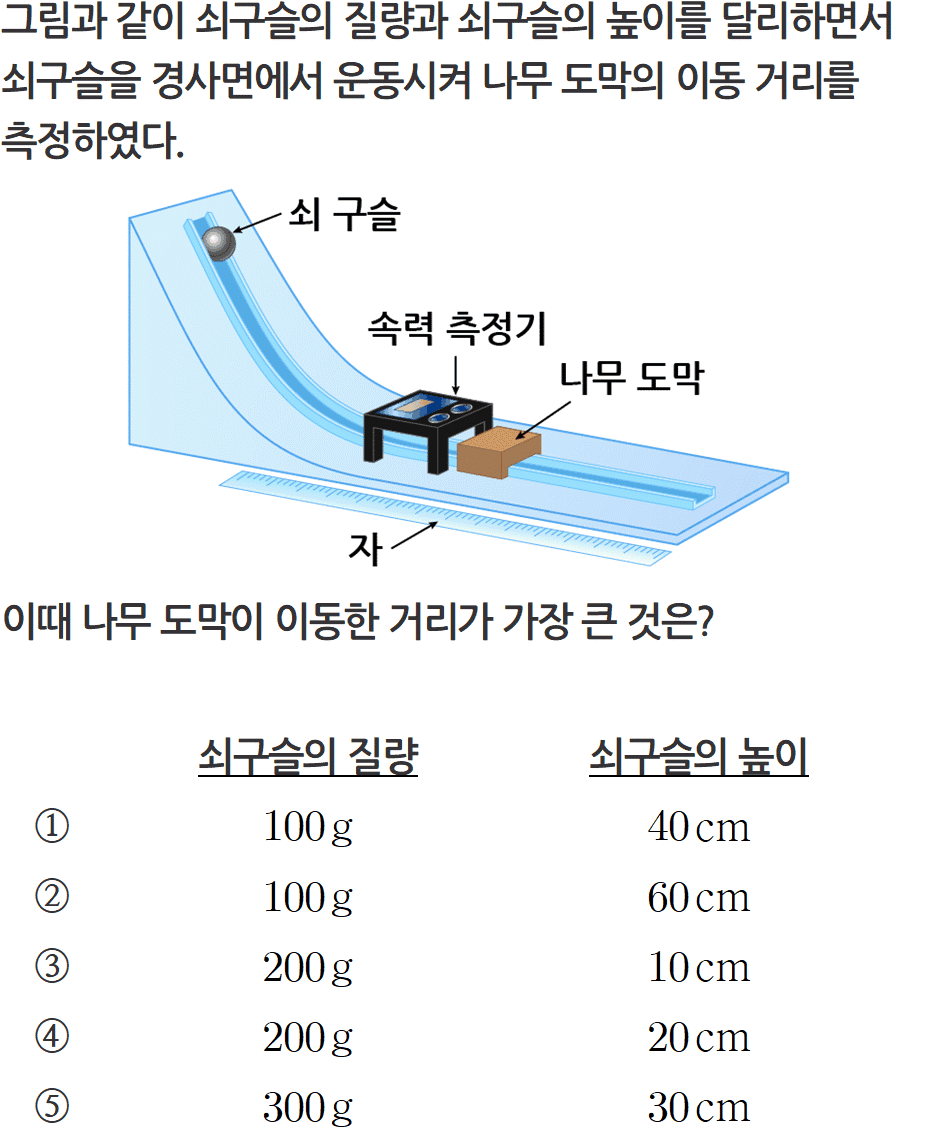 그림과 같이 쇠구슬의 질량과 쇠구슬의 높이를 달리하면서
쇠구슬을 경사면에서 운동시켜 나무 도막의 이동 거리를
측정하였다.
쇠 구슬
속력 측정기
나무 도막
자
이때 나무 도막이 이동한 거리가 가장 큰 것은?
쇠구슬의 질량 쇠구슬의 높이
① 100 g 40 cm
② 100 g 60 cm
③ 200 g 10 cm
④ 200 g 20 cm
⑤ 300 g 30 cm